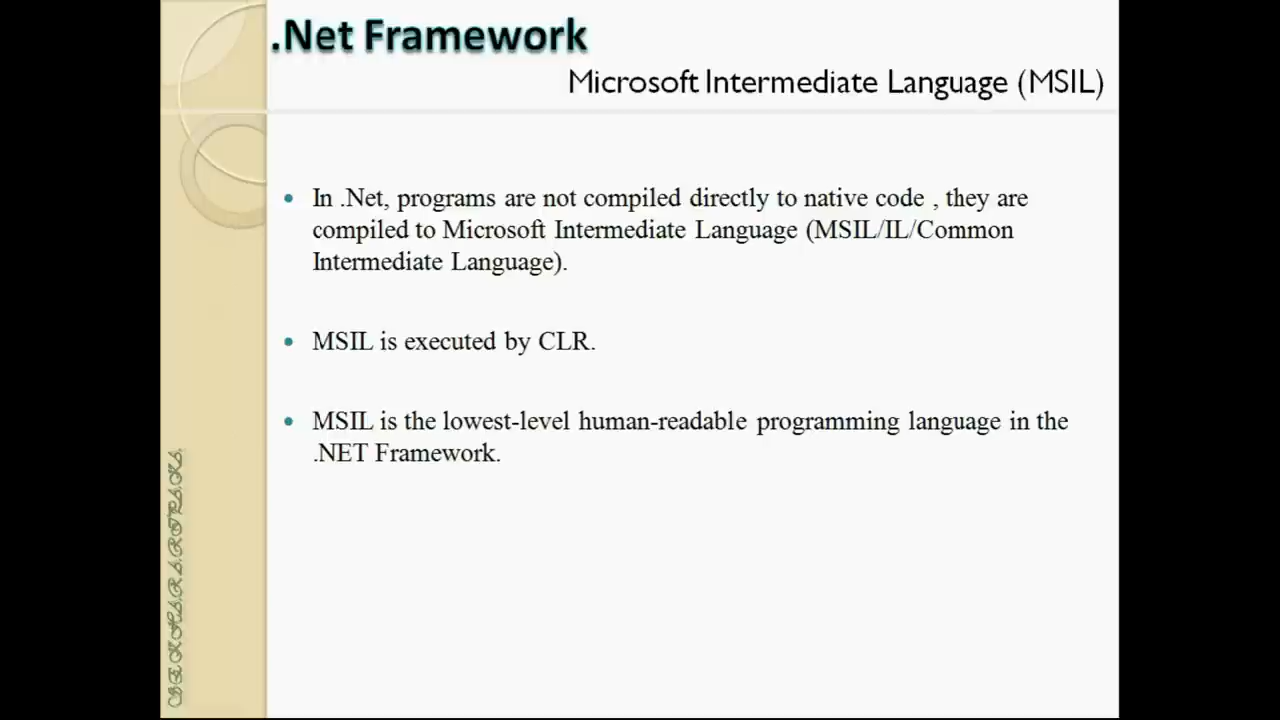 .Net Framework
Microsoft Intermediate Language (MSIL)
• In .Net, programs are not compiled directly to native code , they are
compiled to Microsoft Intermediate Language (MSIL/IL/Common
Intermediate Language).
• MSIL is executed by CLR.
• MSIL is the lowest-level human-readable programming language in the
.NET Framework.